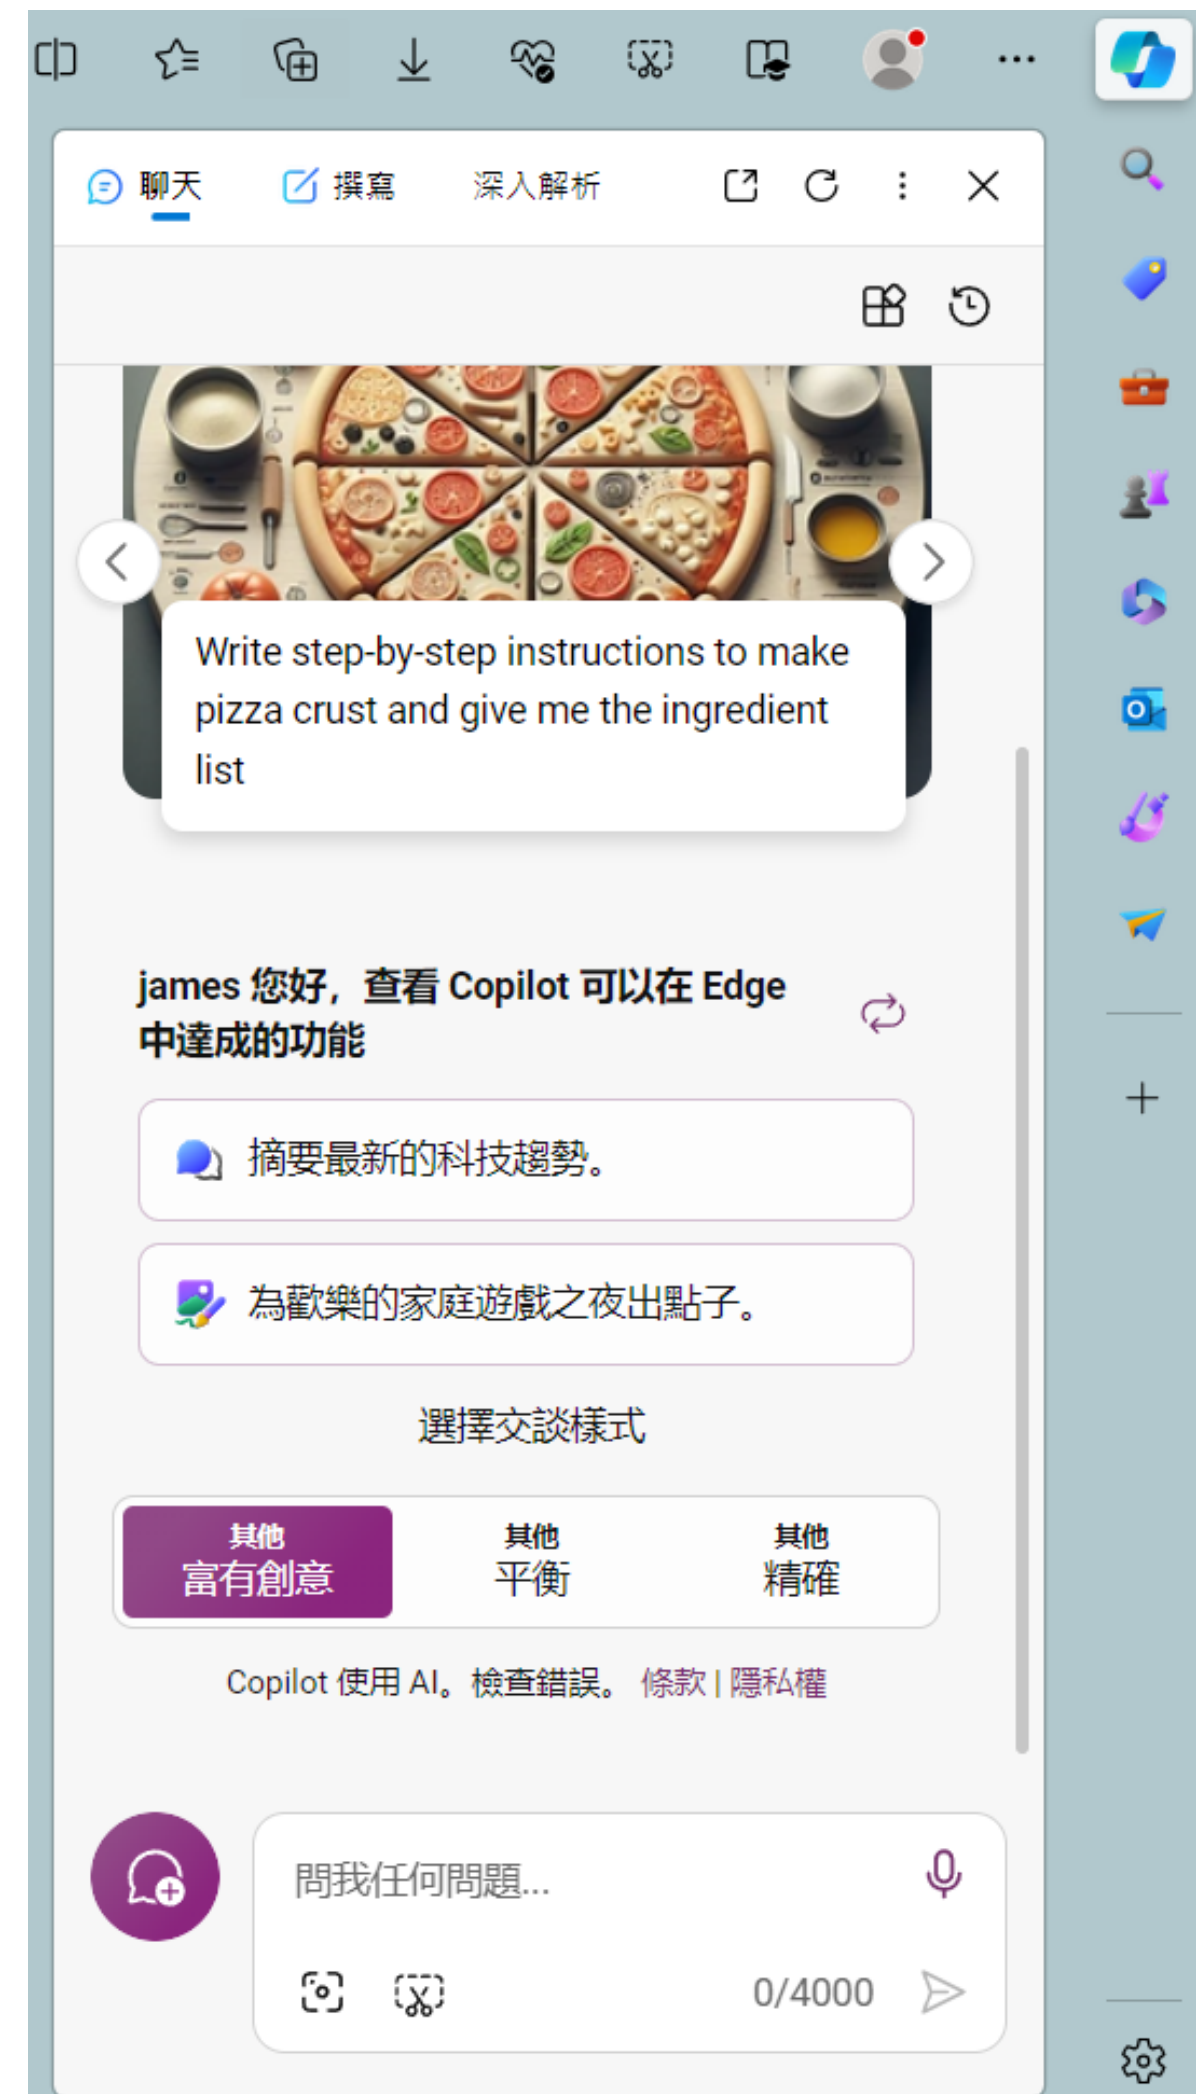 聊天
撰寫
深入解析
Write step-by-step instructions to make
pizza crust and give me the ingredient
list
james 您好，查看 Copilot 可以在 Edge
中達成的功能
摘要最新的科技趨勢。
為歡樂的家庭遊戲之夜出點子。
選擇交談樣式
其他
富有創意
其他
平衡
其他
精確
Copilot 使用 AI。檢查錯誤。 條款 | 隱私權
問我任何問題...
0/4000